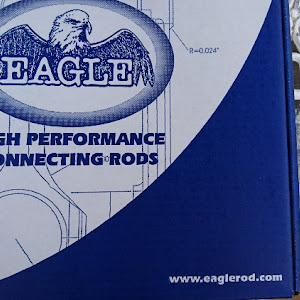 R=0.024"
EAGLE
GH PERFORMANCE
ONNECTING RODS
www.eaglerod.com